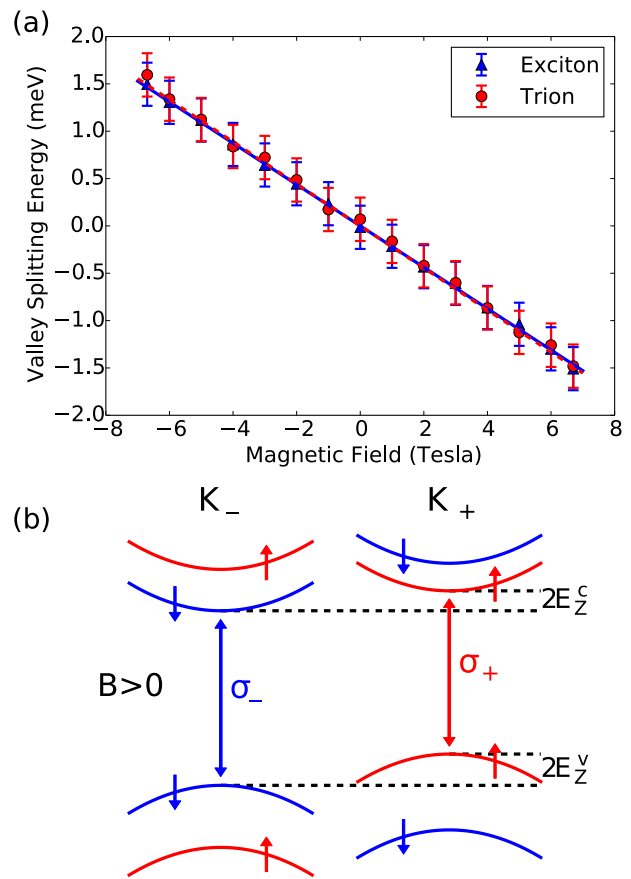 (a)
2.0
1.5
1.0
0.5
0.0
−0.5
−1.0
−1.5
−2.0
Valley Splitting Energy (meV)
Exciton
Trion
−8 −6 −4 −2 0 2 4 6 8
Magnetic Field (Tesla)
(b)
K_ K+
B>0
σ_
σ+
2E_Z^c
2E_Z^v